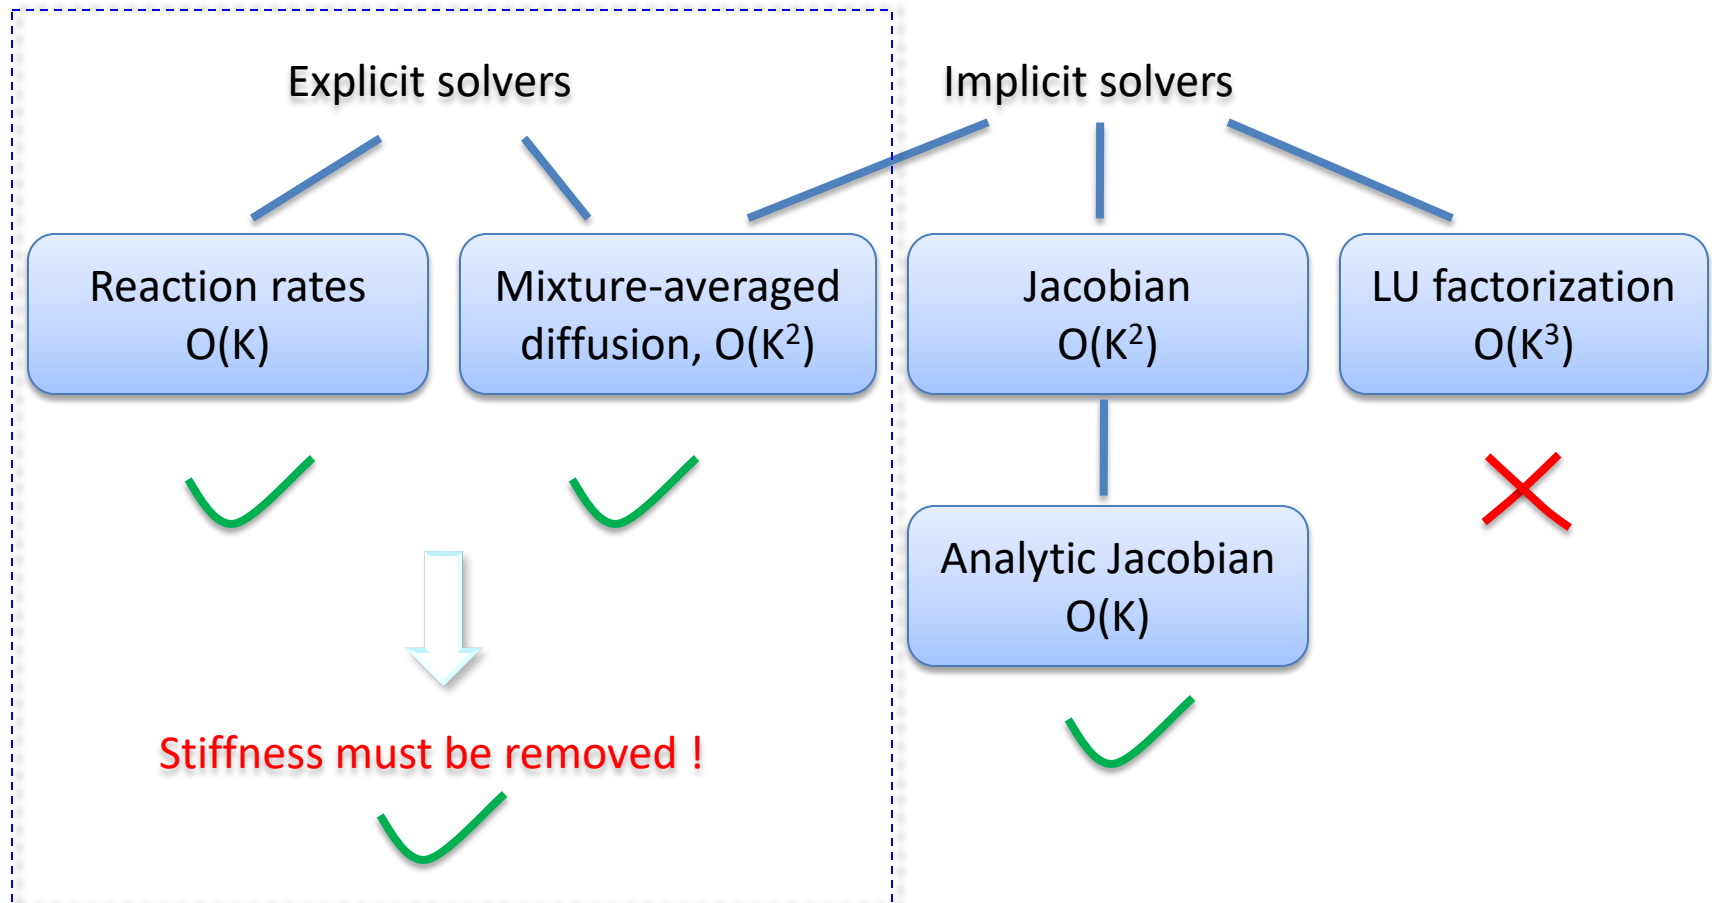 Explicit solvers
Implicit solvers
Reaction rates
O(K)
Mixture-averaged
diffusion, O(K²)
Jacobian
O(K²)
LU factorization
O(K³)
Analytic Jacobian
O(K)
Stiffness must be removed !